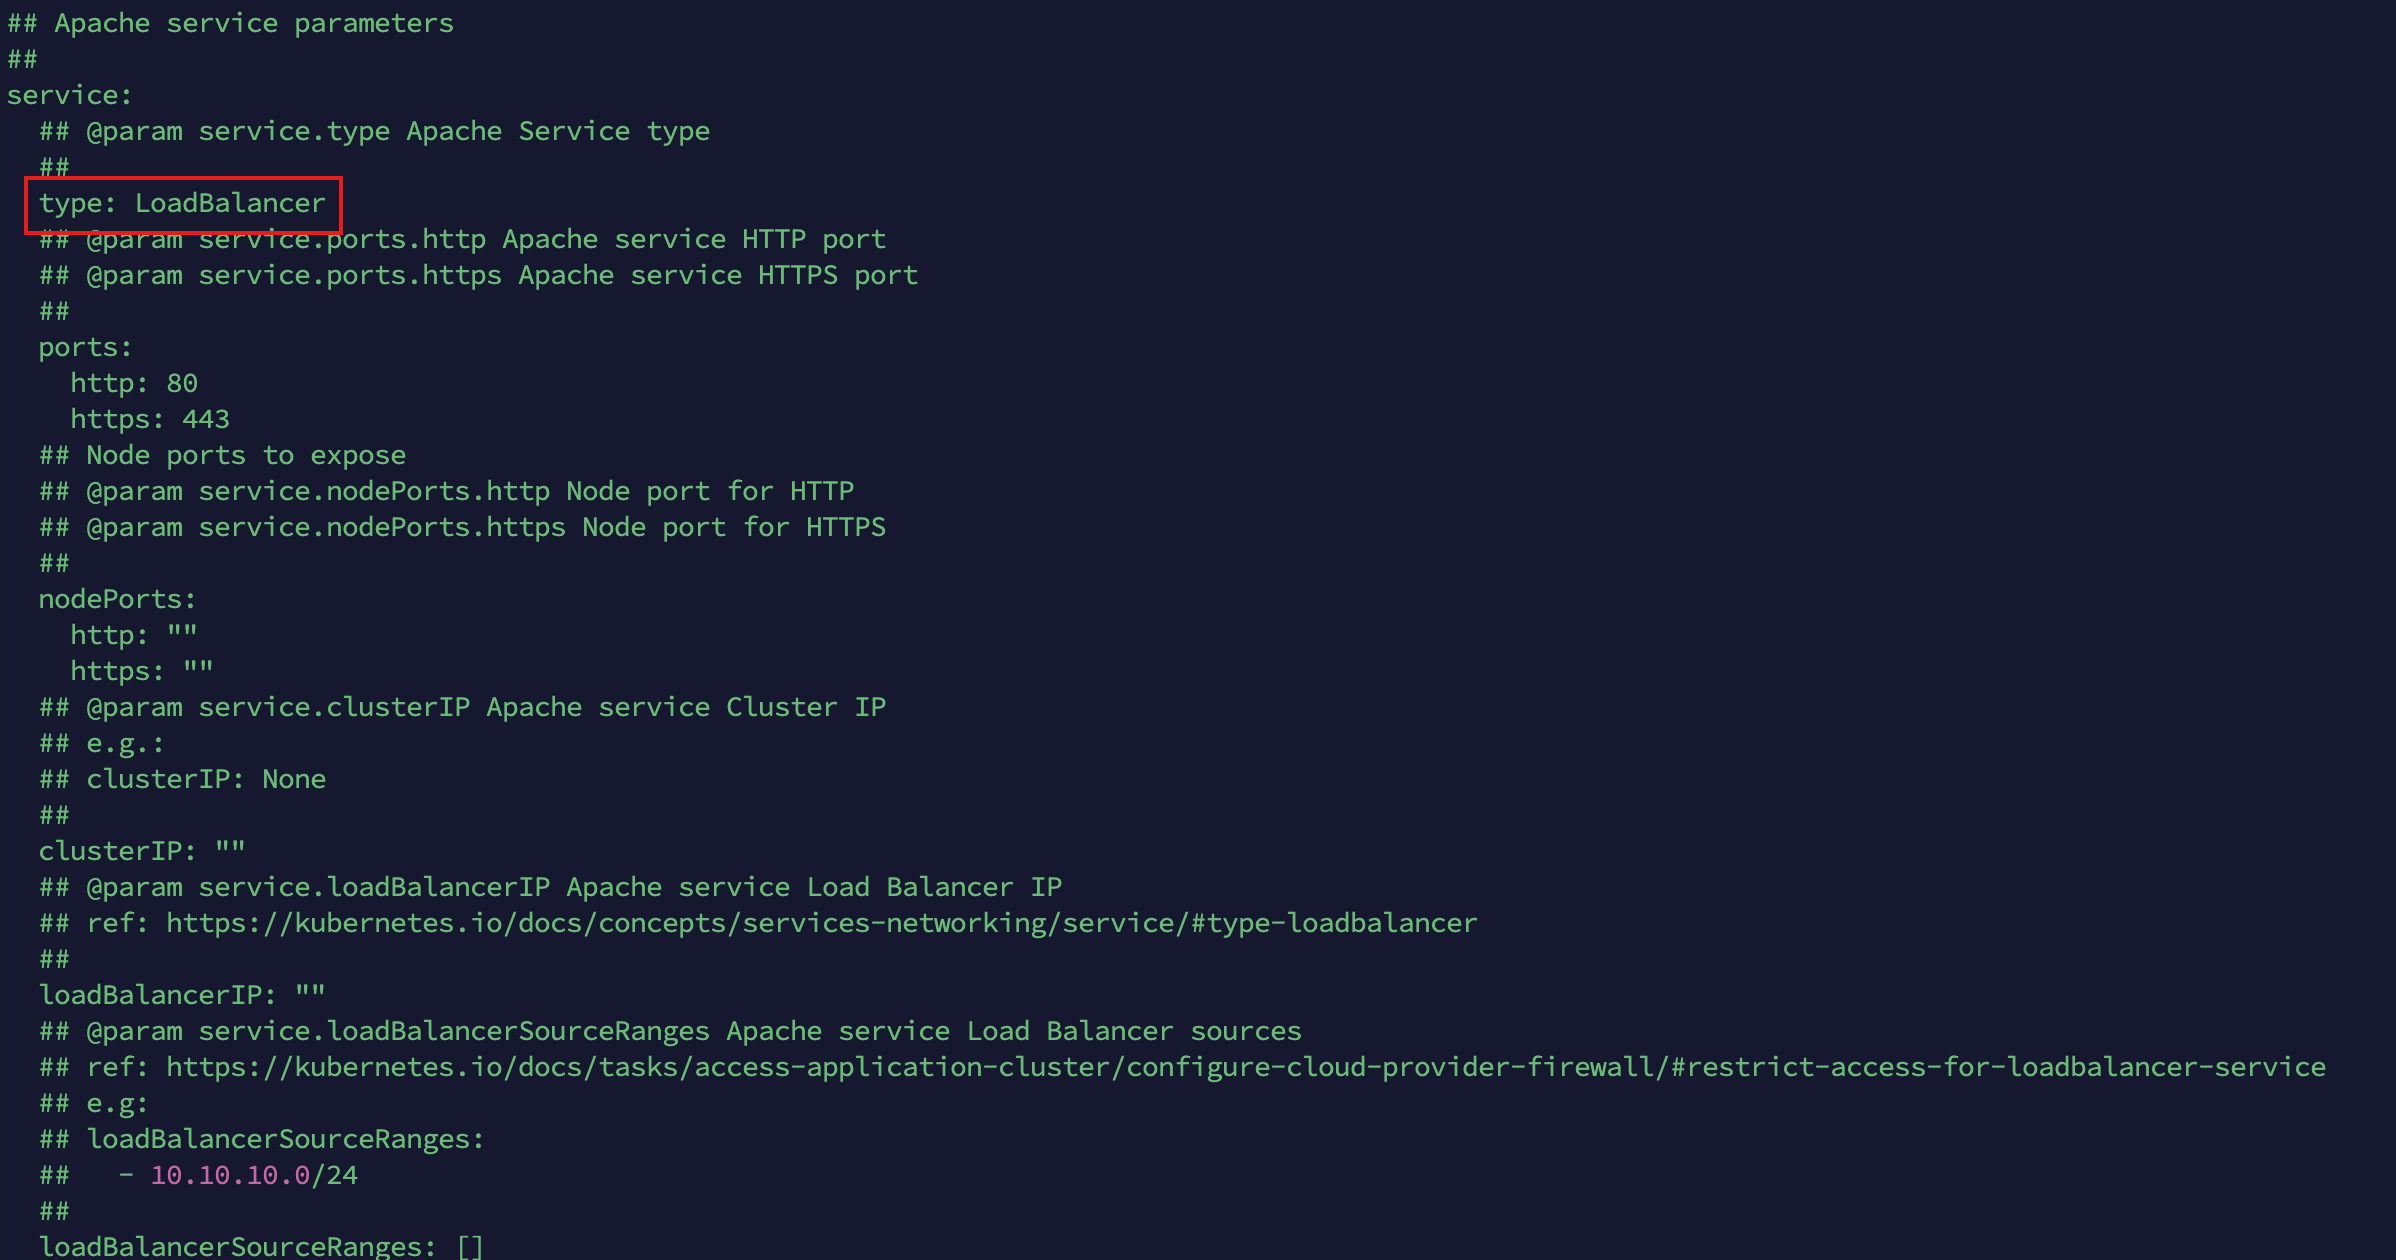 ## Apache service parameters
##
service:
  ## @param service.type Apache Service type
  ##
  type: LoadBalancer
  ## @param service.ports.http Apache service HTTP port
  ## @param service.ports.https Apache service HTTPS port
  ##
  ports:
    http: 80
    https: 443
  ## Node ports to expose
  ## @param service.nodePorts.http Node port for HTTP
  ## @param service.nodePorts.https Node port for HTTPS
  ##
  nodePorts:
    http: ""
    https: ""
  ## @param service.clusterIP Apache service Cluster IP
  ## e.g.:
  ## clusterIP: None
  ##
  clusterIP: ""
  ## @param service.loadBalancerIP Apache service Load Balancer IP
  ## ref: https://kubernetes.io/docs/concepts/services-networking/service/#type-loadbalancer
  ##
  loadBalancerIP: ""
  ## @param service.loadBalancerSourceRanges Apache service Load Balancer sources
  ## ref: https://kubernetes.io/docs/tasks/access-application-cluster/configure-cloud-provider-firewall/#restrict-access-for-loadbalancer-service
  ## e.g:
  ## loadBalancerSourceRanges:
  ##   - 10.10.10.0/24
  ##
  loadBalancerSourceRanges: []